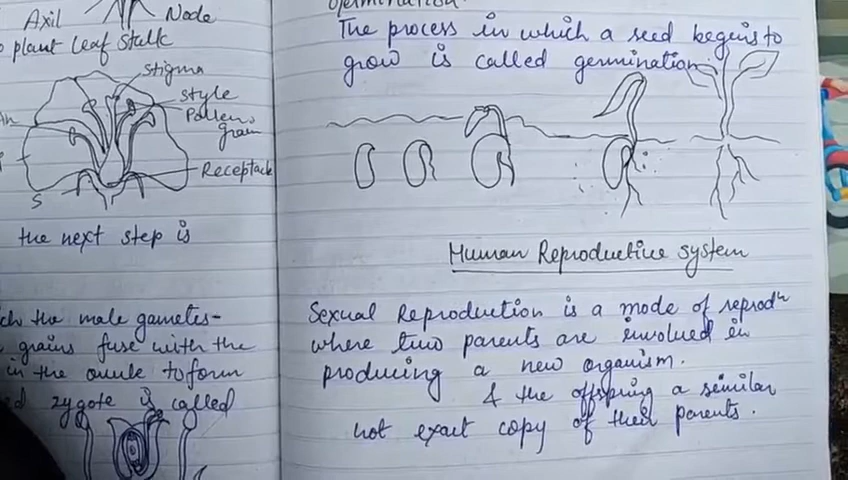 Axil
Node
plant leaf stalk
stigma
style
Pollen
grain
Receptack
S
the next step is
the male gametes-
grains fuse with the
in the ovule to form
zygote is called
Germination.
The process in which a seed begins to
grow is called germination.
Human Reproductive system
Sexual Reproduction is a mode of reprodn
where two parents are involved in
producing a new organism.
& the offspring a similar
not exact copy of their parents.